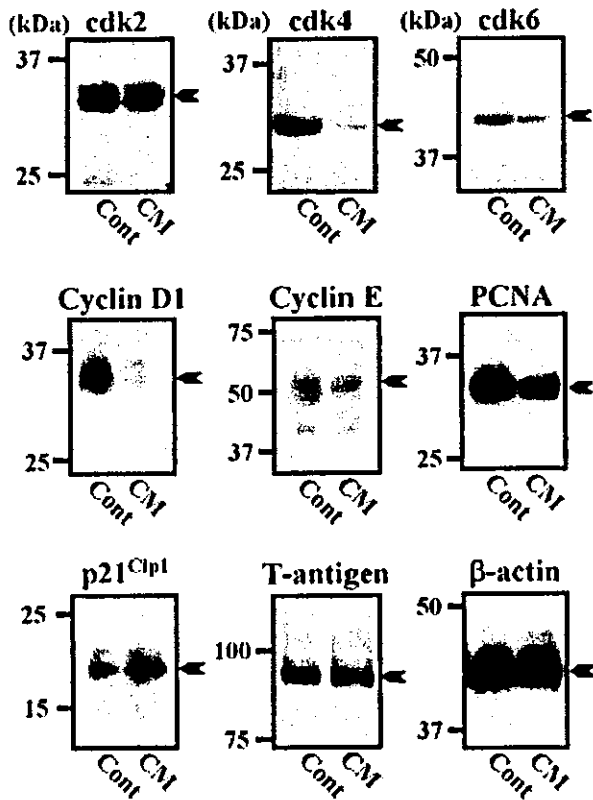 (kDa) cdk2
37
25
Cont CM
(kDa) cdk4
37
25
Cont CM
(kDa) cdk6
50
37
Cont CM
Cyclin D1
37
25
Cont CM
Cyclin E
75
50
37
Cont CM
PCNA
37
25
Cont CM
p21Cip1
25
15
Cont CM
T-antigen
100
75
Cont CM
β-actin
50
37
Cont CM